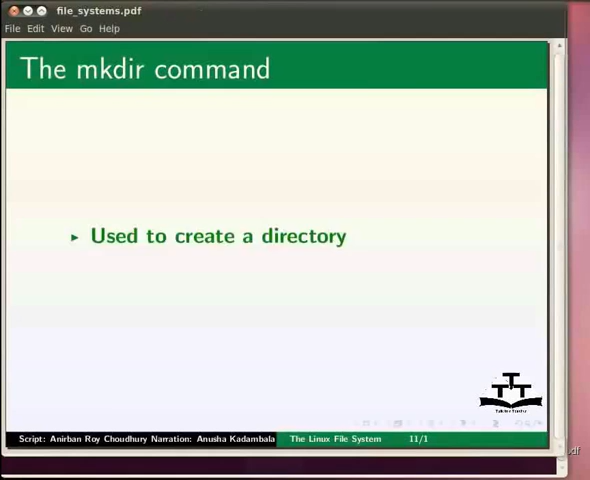 file_systems.pdf
File Edit View Go Help
The mkdir command
Used to create a directory
Script: Anirban Roy Choudhury Narration: Anusha Kadambala The Linux File System 11/1